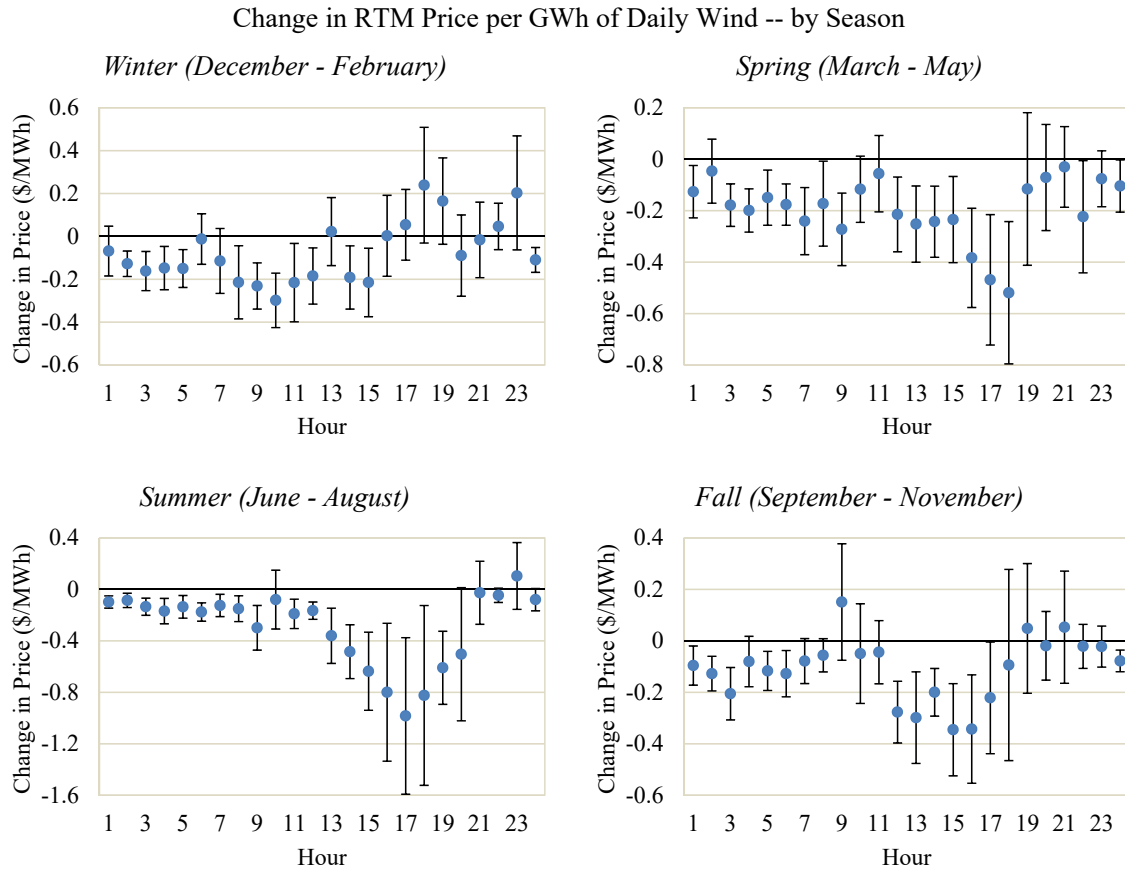 Change in RTM Price per GWh of Daily Wind -- by Season
Winter (December - February)
Change in Price ($/MWh)
0.6
0.4
0.2
0
-0.2
-0.4
-0.6
1 3 5 7 9 11 13 15 17 19 21 23
Hour
Spring (March - May)
Change in Price ($/MWh)
0.2
0
-0.2
-0.4
-0.6
-0.8
1 3 5 7 9 11 13 15 17 19 21 23
Hour
Summer (June - August)
Change in Price ($/MWh)
0.4
0
-0.4
-0.8
-1.2
-1.6
1 3 5 7 9 11 13 15 17 19 21 23
Hour
Fall (September - November)
Change in Price ($/MWh)
0.4
0.2
0
-0.2
-0.4
-0.6
1 3 5 7 9 11 13 15 17 19 21 23
Hour